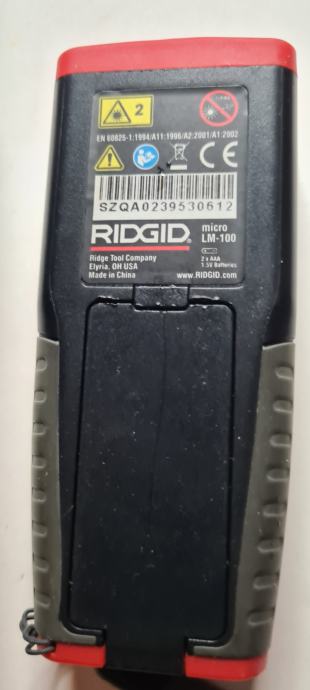 2
EN 60825-1:1994/A11:1996/A2:2001/A1:2002
CE
SZQA0239530612
RIDGID
micro
LM-100
Ridge Tool Company
Elyria, OH USA
Made in China
2 x AAA
1.5V Batteries
www.RIDGID.com